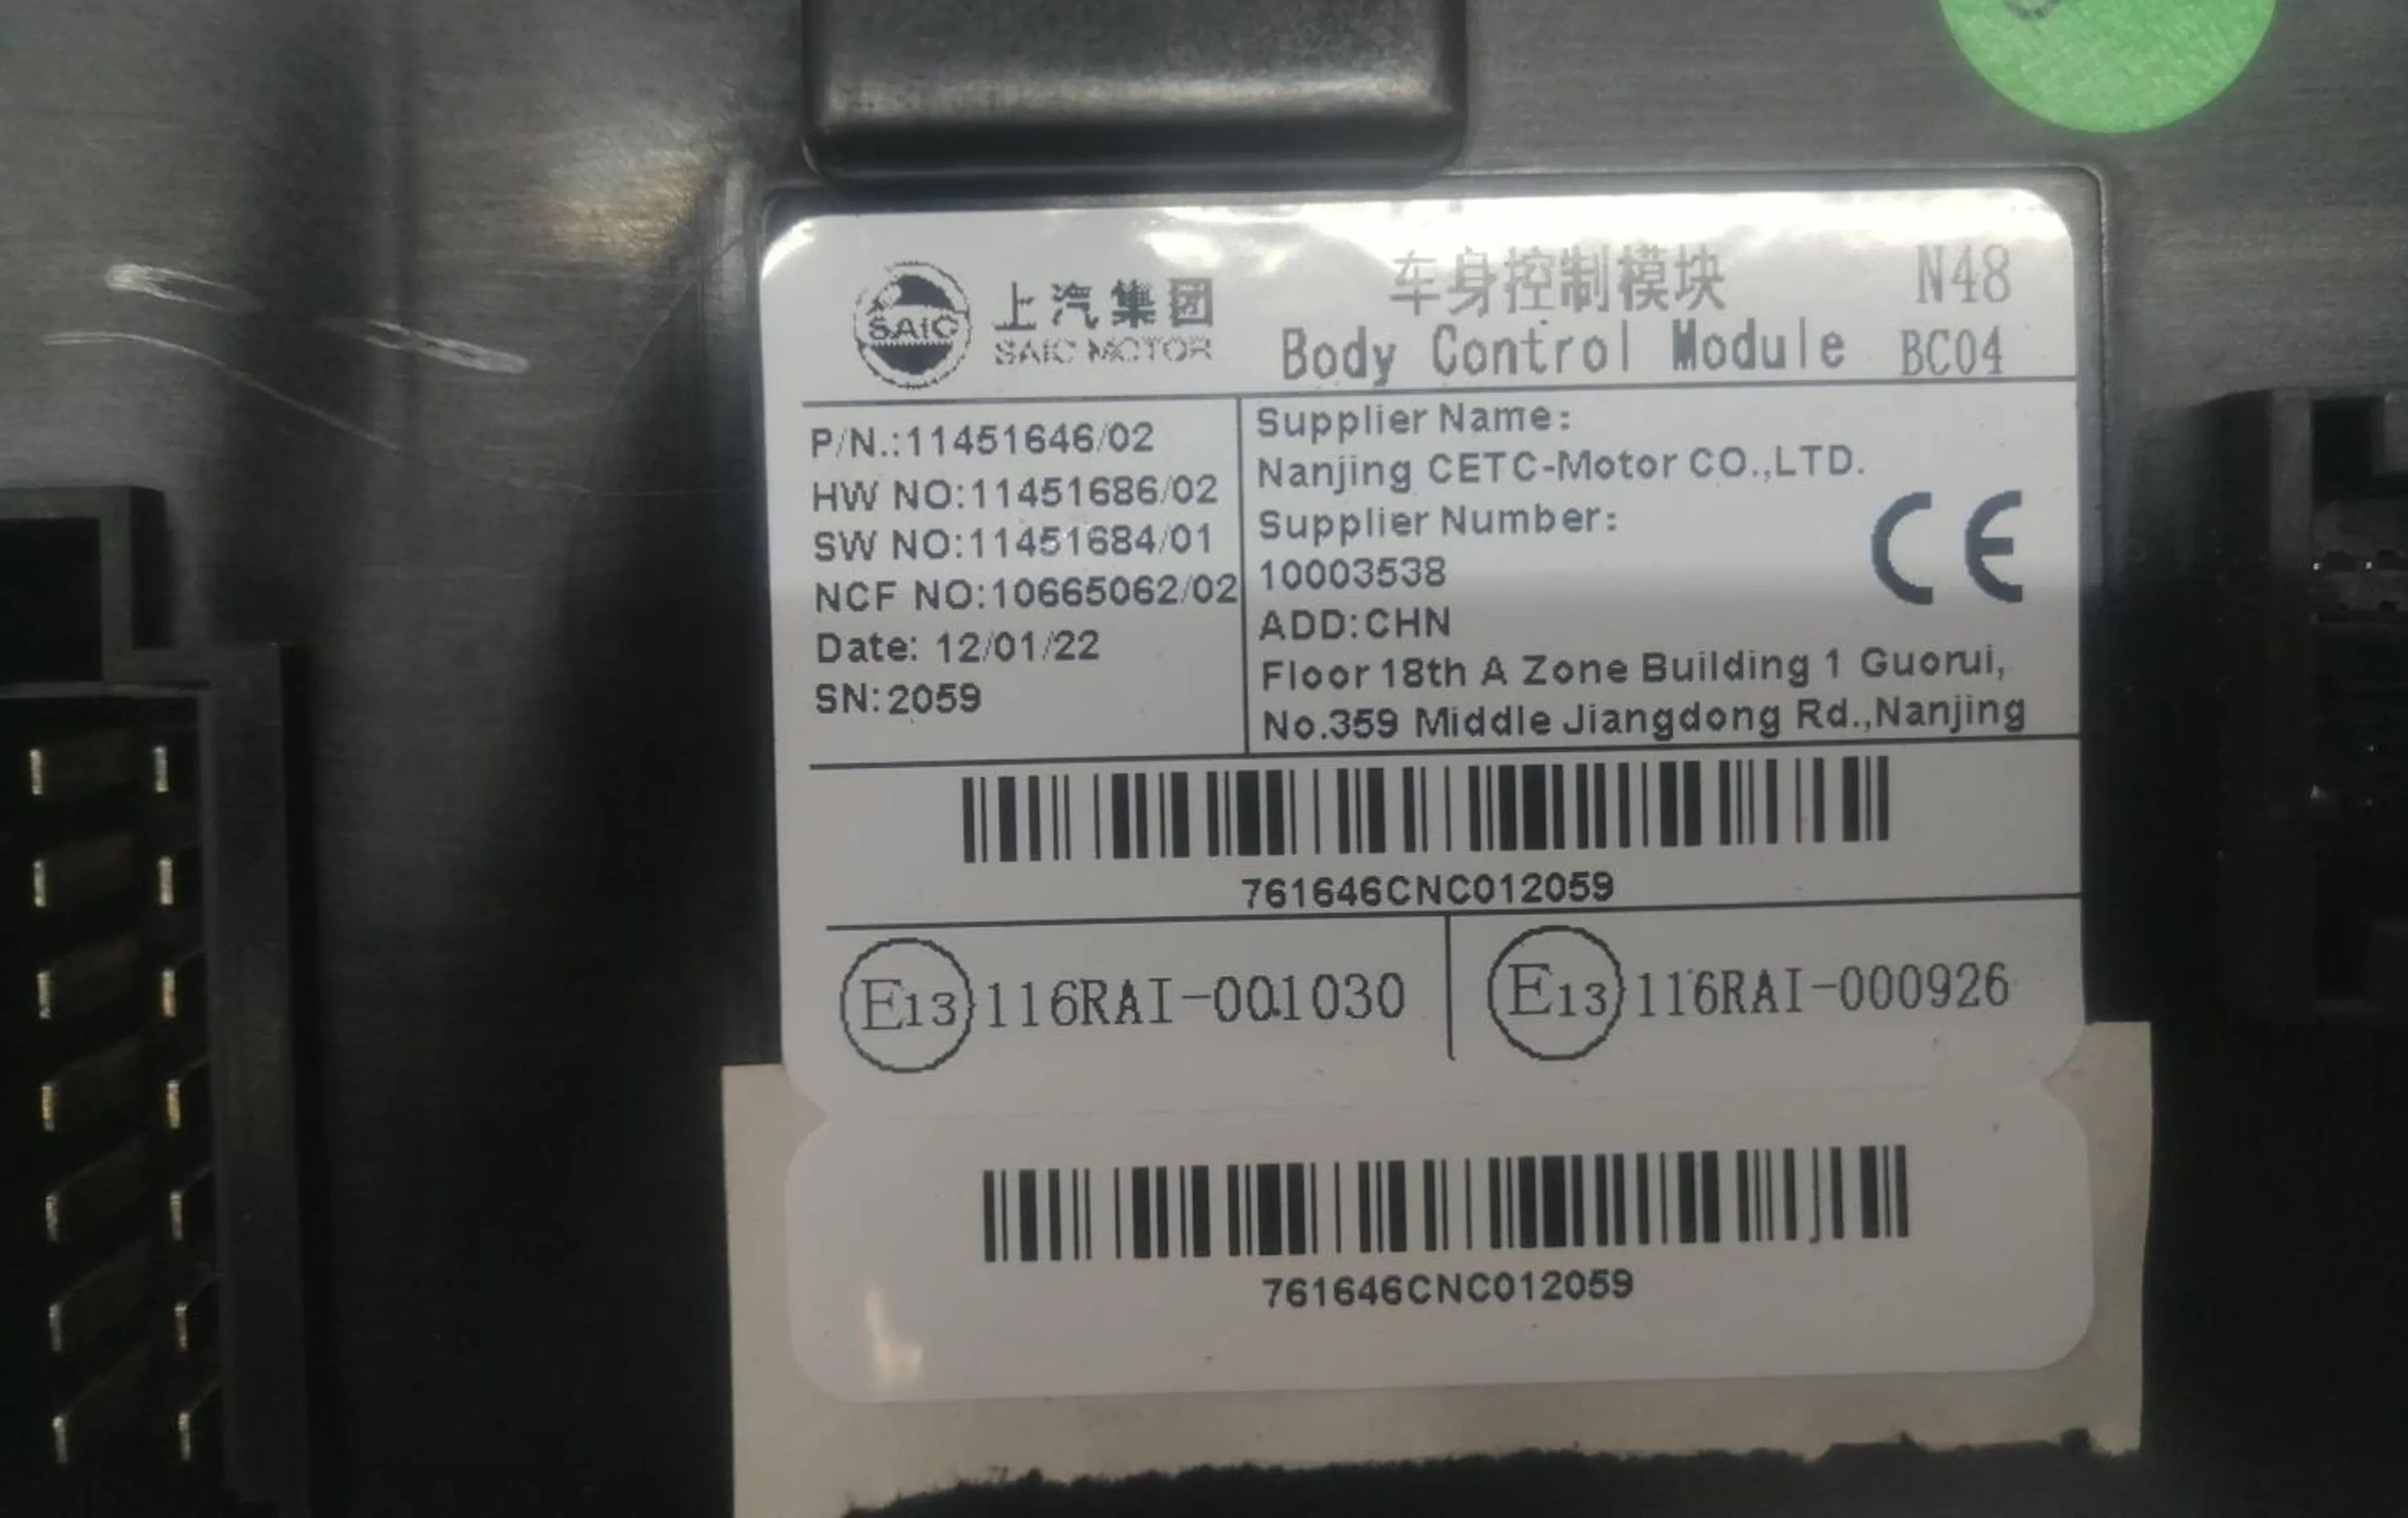 SAIC
上汽集团
SAIC MOTOR
车身控制模块 N48
Body Control Module BC04
P/N.:11451646/02
HW NO:11451686/02
SW NO:11451684/01
NCF NO:10665062/02
Date: 12/01/22
SN:2059
Supplier Name:
Nanjing CETC-Motor CO.,LTD.
Supplier Number:
10003538
ADD:CHN
Floor 18th A Zone Building 1 Guorui,
No.359 Middle Jiangdong Rd.,Nanjing
CE
761646CNC012059
E13 116RAI-001030
E13 116RAI-000926
761646CNC012059